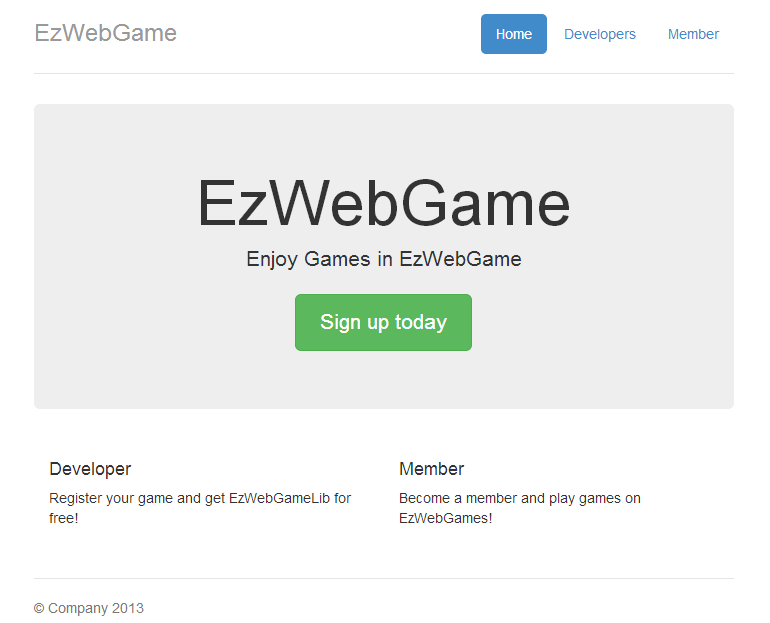 EzWebGame
Home
Developers
Member
EzWebGame
Enjoy Games in EzWebGame
Sign up today
Developer
Register your game and get EzWebGameLib for
free!
Member
Become a member and play games on
EzWebGames!
© Company 2013